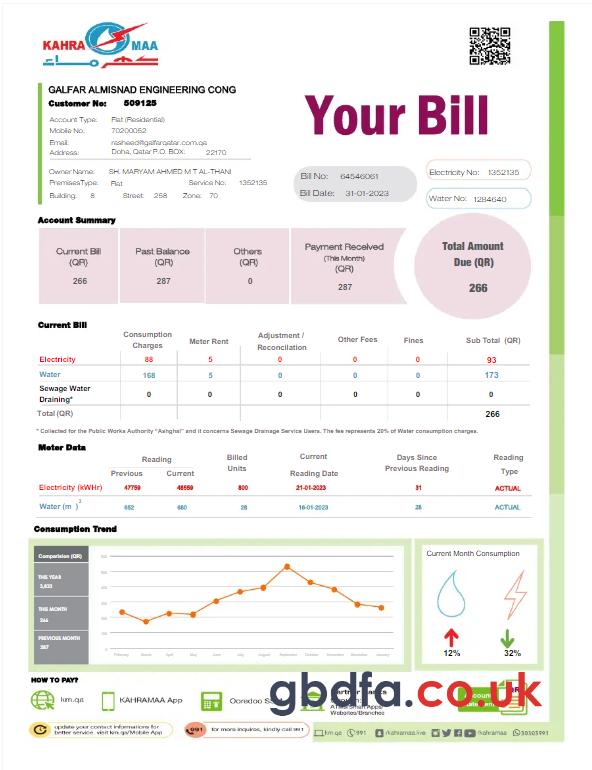 KAHRAMAA
GALFAR ALMISNAD ENGINEERING CONG
Customer No: 509125
Account Type: Flat (Residential)
Mobile No. 70200052
Email: rasheed@galfarqatar.com.qa
Address: Doha, Qatar P.O. BOX: 22170
Owner Name: SH. MARYAM AHMED M T AL-THANI
PremisesType: Flat Service No: 1352135
Building: 8 Street: 258 Zone: 70
Your Bill
Bill No: 64546061
Bill Date: 31-01-2023
Electricity No: 1352135
Water No: 1284640
Account Summary
Current Bill (QR) 266
Past Balance (QR) 287
Others (QR) 0
Payment Received (This Month) (QR) 287
Total Amount Due (QR) 266
Current Bill
Consumption Charges Meter Rent Adjustment / Reconcilation Other Fees Fines Sub Total (QR)
Electricity 88 5 0 0 0 93
Water 168 5 0 0 0 173
Sewage Water Draining* 0 0 0 0 0 0
Total (QR) 266
* Collected for the Public Works Authority "Ashghal" and it concerns Sewage Drainage Service Users. The fee represents 20% of Water consumption charges.
Meter Data
Reading Billed Units Current Reading Date Days Since Previous Reading Reading Type
Previous Current
Electricity (kWHr) 47759 48559 800 21-01-2023 31 ACTUAL
Water (m3) 652 680 28 18-01-2023 28 ACTUAL
Consumption Trend
Comparision (QR)
THIS YEAR
THIS MONTH
266
PREVIOUS MONTH
287
February March April May June July August September October November December January
Current Month Consumption
12% 32%
HOW TO PAY?
km.qa KAHRAMAA App Ooredoo
Websites/Branches
gbdfa.co.uk
update your contact informations for
better service. visit km.qa/Mobile App
991 for more inquires, kindly call 991
km.qa 991 /kahramaa.live /kahramaa 30303991